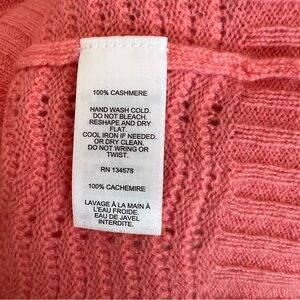 100% CASHMERE
HAND WASH COLD.
DO NOT BLEACH.
RESHAPE AND DRY
FLAT
COOL IRON IF NEEDED.
OR DRY CLEAN.
DO NOT WRING OR
TWIST.
RN 134578
100% CACHEMIRE
LAVAGE À LA MAIN À
L'EAU FROIDE.
EAU DE JAVEL
INTERDITE.